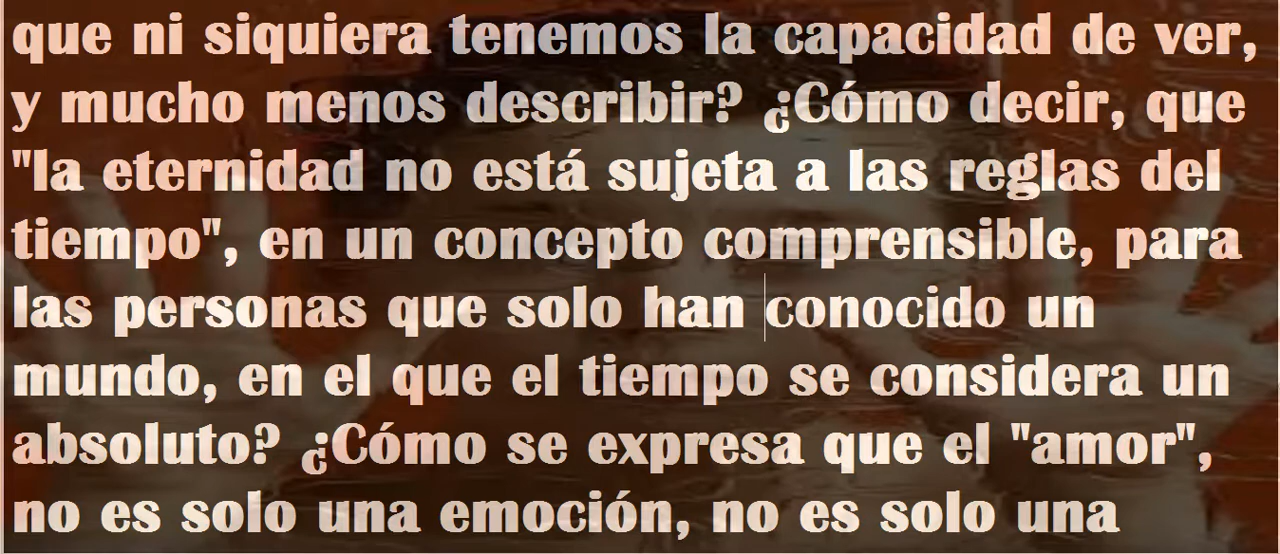 que ni siquiera tenemos la capacidad de ver,
y mucho menos describir? ¿Cómo decir, que
"la eternidad no está sujeta a las reglas del
tiempo", en un concepto comprensible, para
las personas que solo han conocido un
mundo, en el que el tiempo se considera un
absoluto? ¿Cómo se expresa que el "amor",
no es solo una emoción, no es solo una